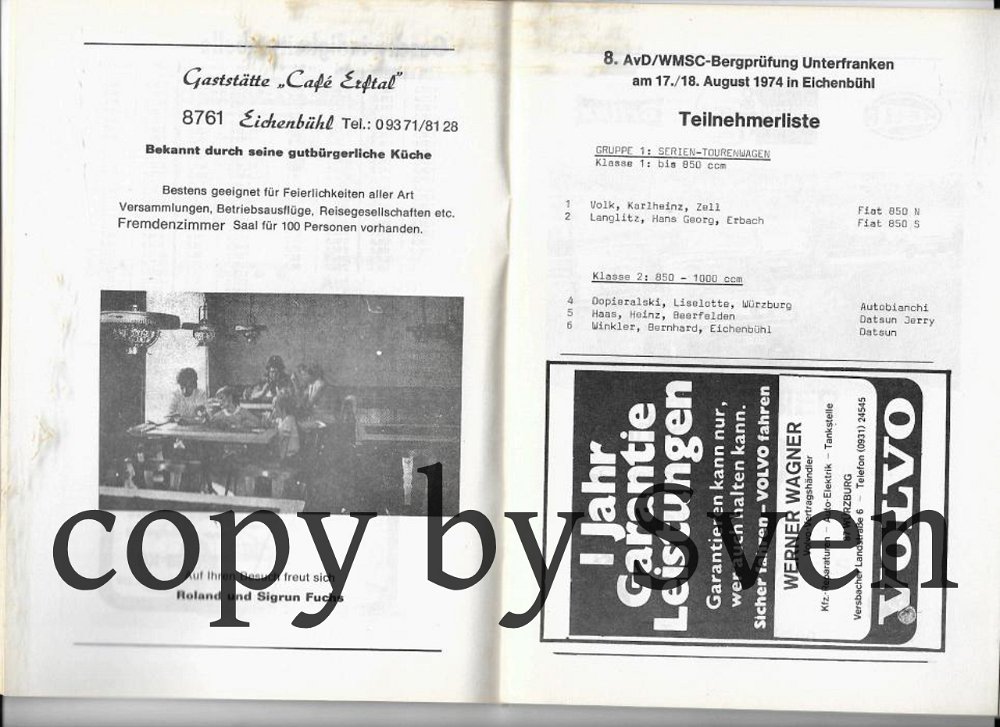 Gaststätte „Café Erftal"
8761 Eichenbühl Tel.: 09371/8128
Bekannt durch seine gutbürgerliche Küche
Bestens geeignet für Feierlichkeiten aller Art
Versammlungen, Betriebsausflüge, Reisegesellschaften etc.
Fremdenzimmer Saal für 100 Personen vorhanden.
Auf Ihren Besuch freut sich
Roland und Sigrun Fuchs
8. AvD/WMSC-Bergprüfung Unterfranken
am 17./18. August 1974 in Eichenbühl
Teilnehmerliste
GRUPPE 1: SERIEN-TOURENWAGEN
Klasse 1: bis 850 ccm
1 Volk, Karlheinz, Zell Fiat 850 N
2 Langlitz, Hans Georg, Erbach Fiat 850 S
Klasse 2: 850 - 1000 ccm
4 Dopieralski, Liselotte, Würzburg Autobianchi
5 Haas, Heinz, Beerfelden Datsun Jerry
6 Winkler, Bernhard, Eichenbühl Datsun
1 Jahr
Garantie
Leistungen
Garantieren kann nur,
wer auch halten kann.
Sicher fahren - VOLVO fahren
WERNER WAGNER
Volvo-Vertragshändler
Kfz-Reparaturen - Auto-Elektrik - Tankstelle
87 WÜRZBURG
Versbacher Landstraße 6 - Telefon (0931) 24545
VOLVO
copy by Sven